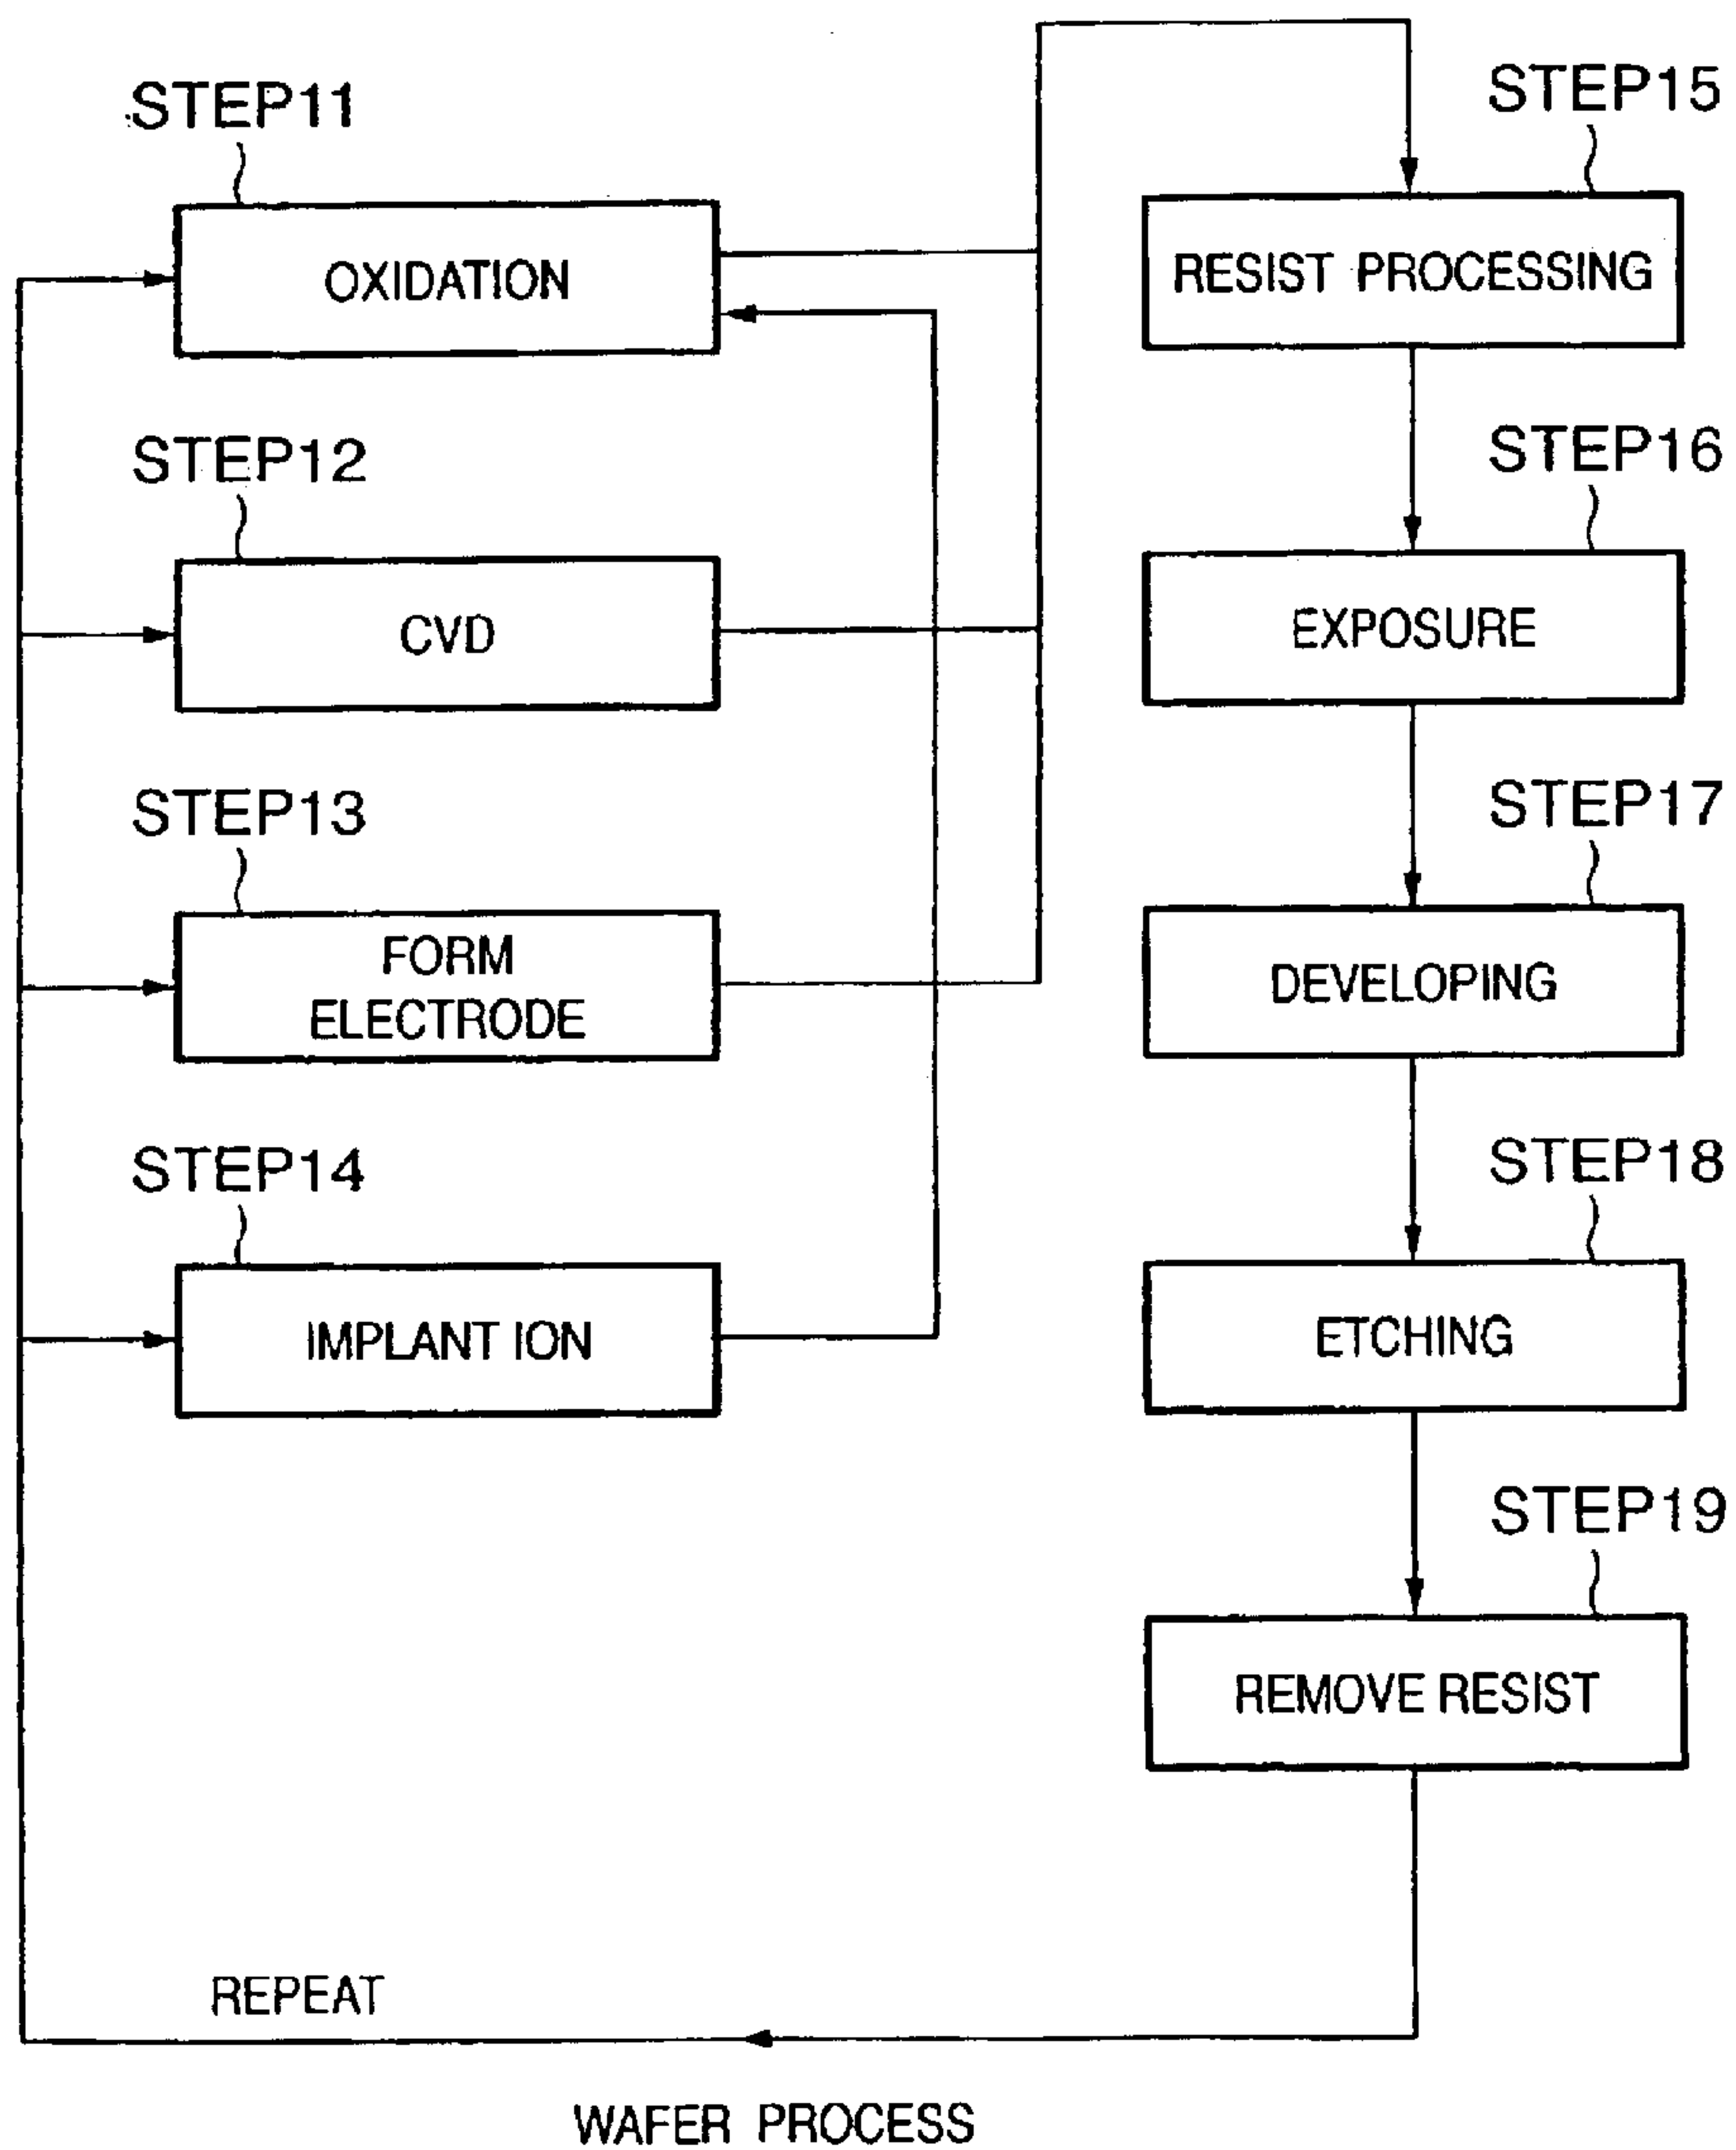 STEP11
OXIDATION
STEP12
CVD
STEP13
FORM
ELECTRODE
STEP14
IMPLANT ION
STEP15
RESIST PROCESSING
STEP16
EXPOSURE
STEP17
DEVELOPING
STEP18
ETCHING
STEP19
REMOVE RESIST
REPEAT
WAFER PROCESS